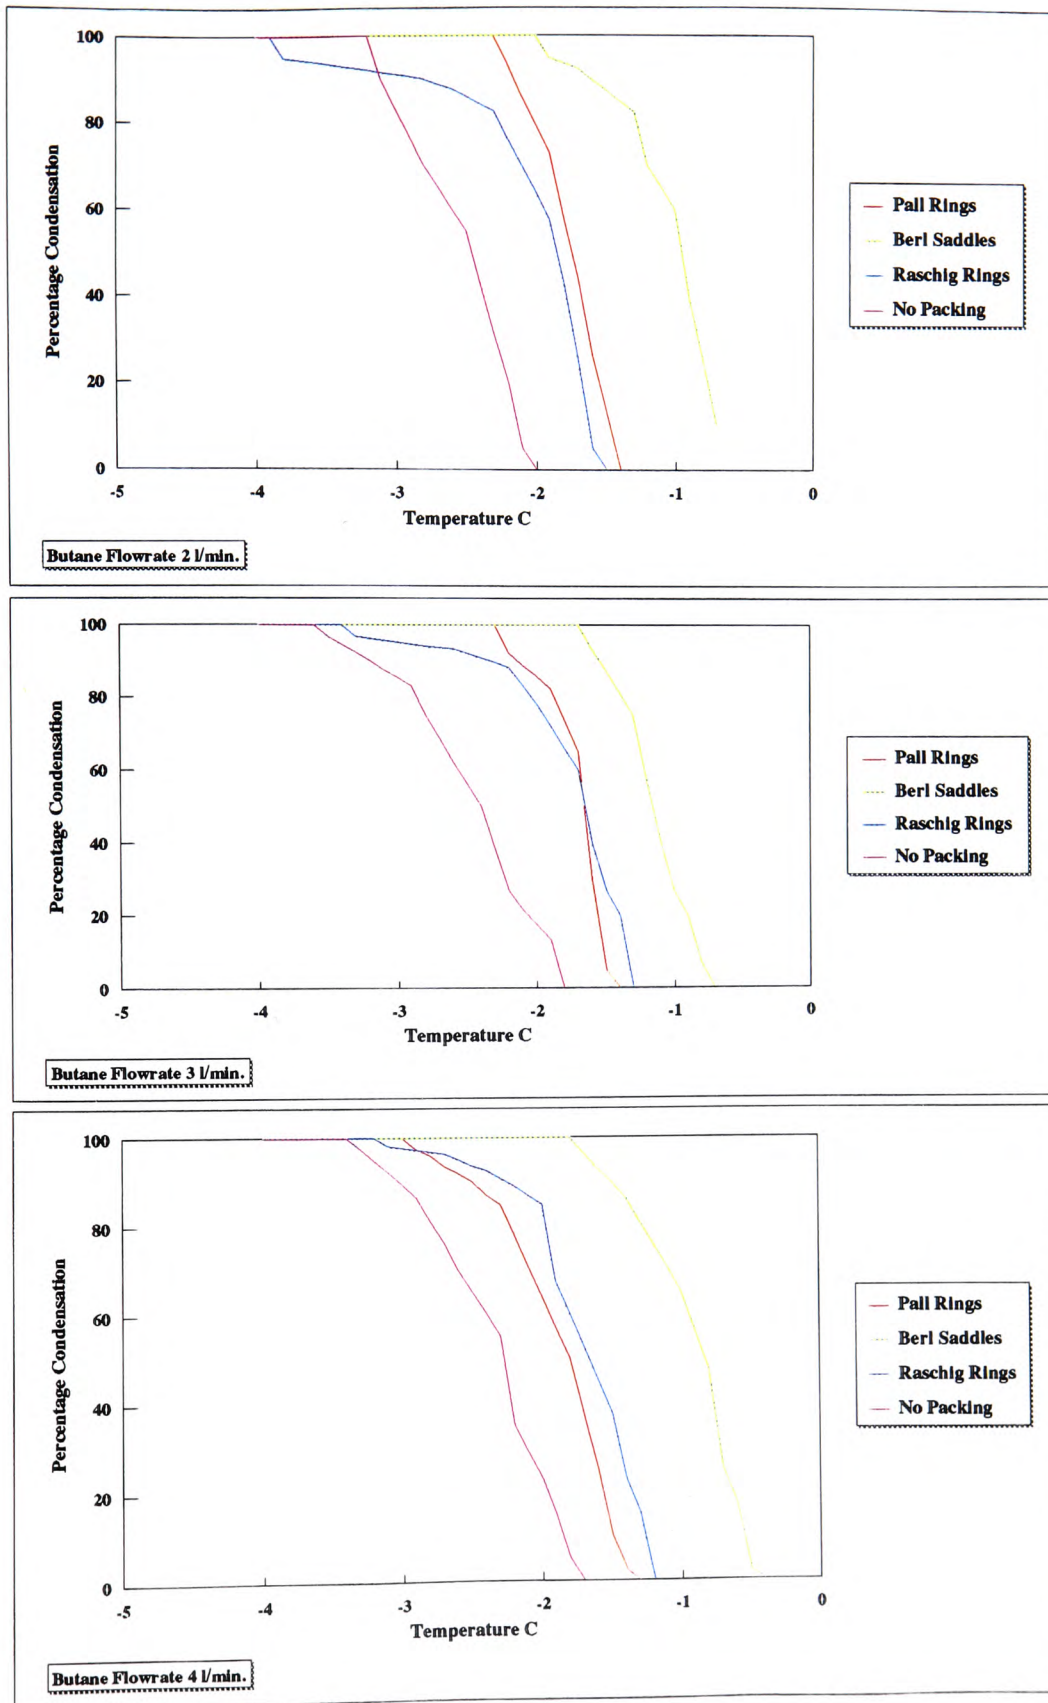 100
80
60
40
20
0
Percentage Condensation
-5
-4
-3
-2
-1
0
Temperature C
Pall Rings
Berl Saddles
Raschig Rings
No Packing
Butane Flowrate 2 l/min.
100
80
60
40
20
0
Percentage Condensation
-5
-4
-3
-2
-1
0
Temperature C
Pall Rings
Berl Saddles
Raschig Rings
No Packing
Butane Flowrate 3 l/min.
100
80
60
40
20
0
Percentage Condensation
-5
-4
-3
-2
-1
0
Temperature C
Pall Rings
Berl Saddles
Raschig Rings
No Packing
Butane Flowrate 4 l/min.